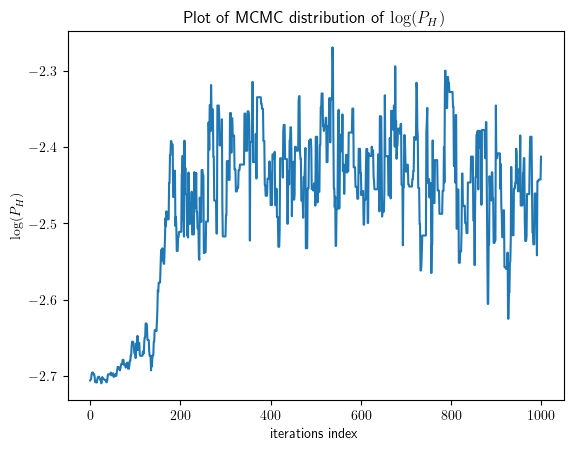 Plot of MCMC distribution of log(P_H)
log(P_H)
−2.3
−2.4
−2.5
−2.6
−2.7
0 200 400 600 800 1000
iterations index